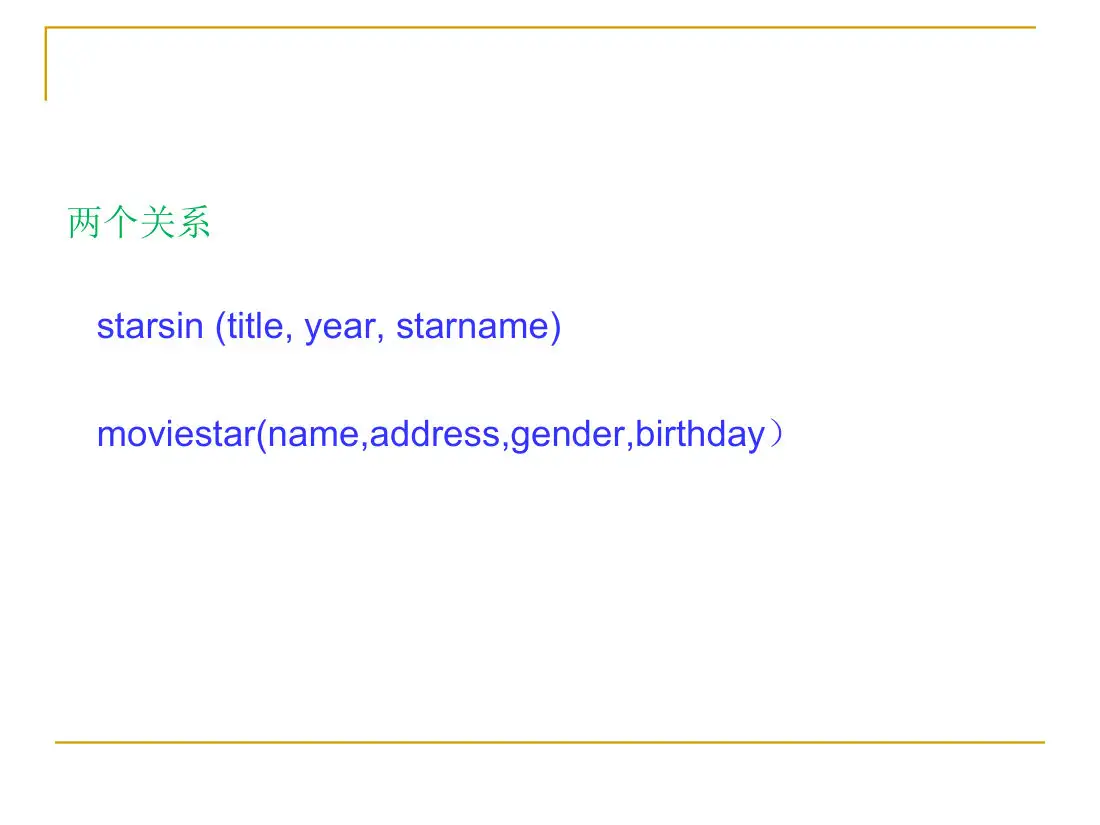 两个关系
starsin (title, year, starname)
moviestar(name,address,gender,birthday）